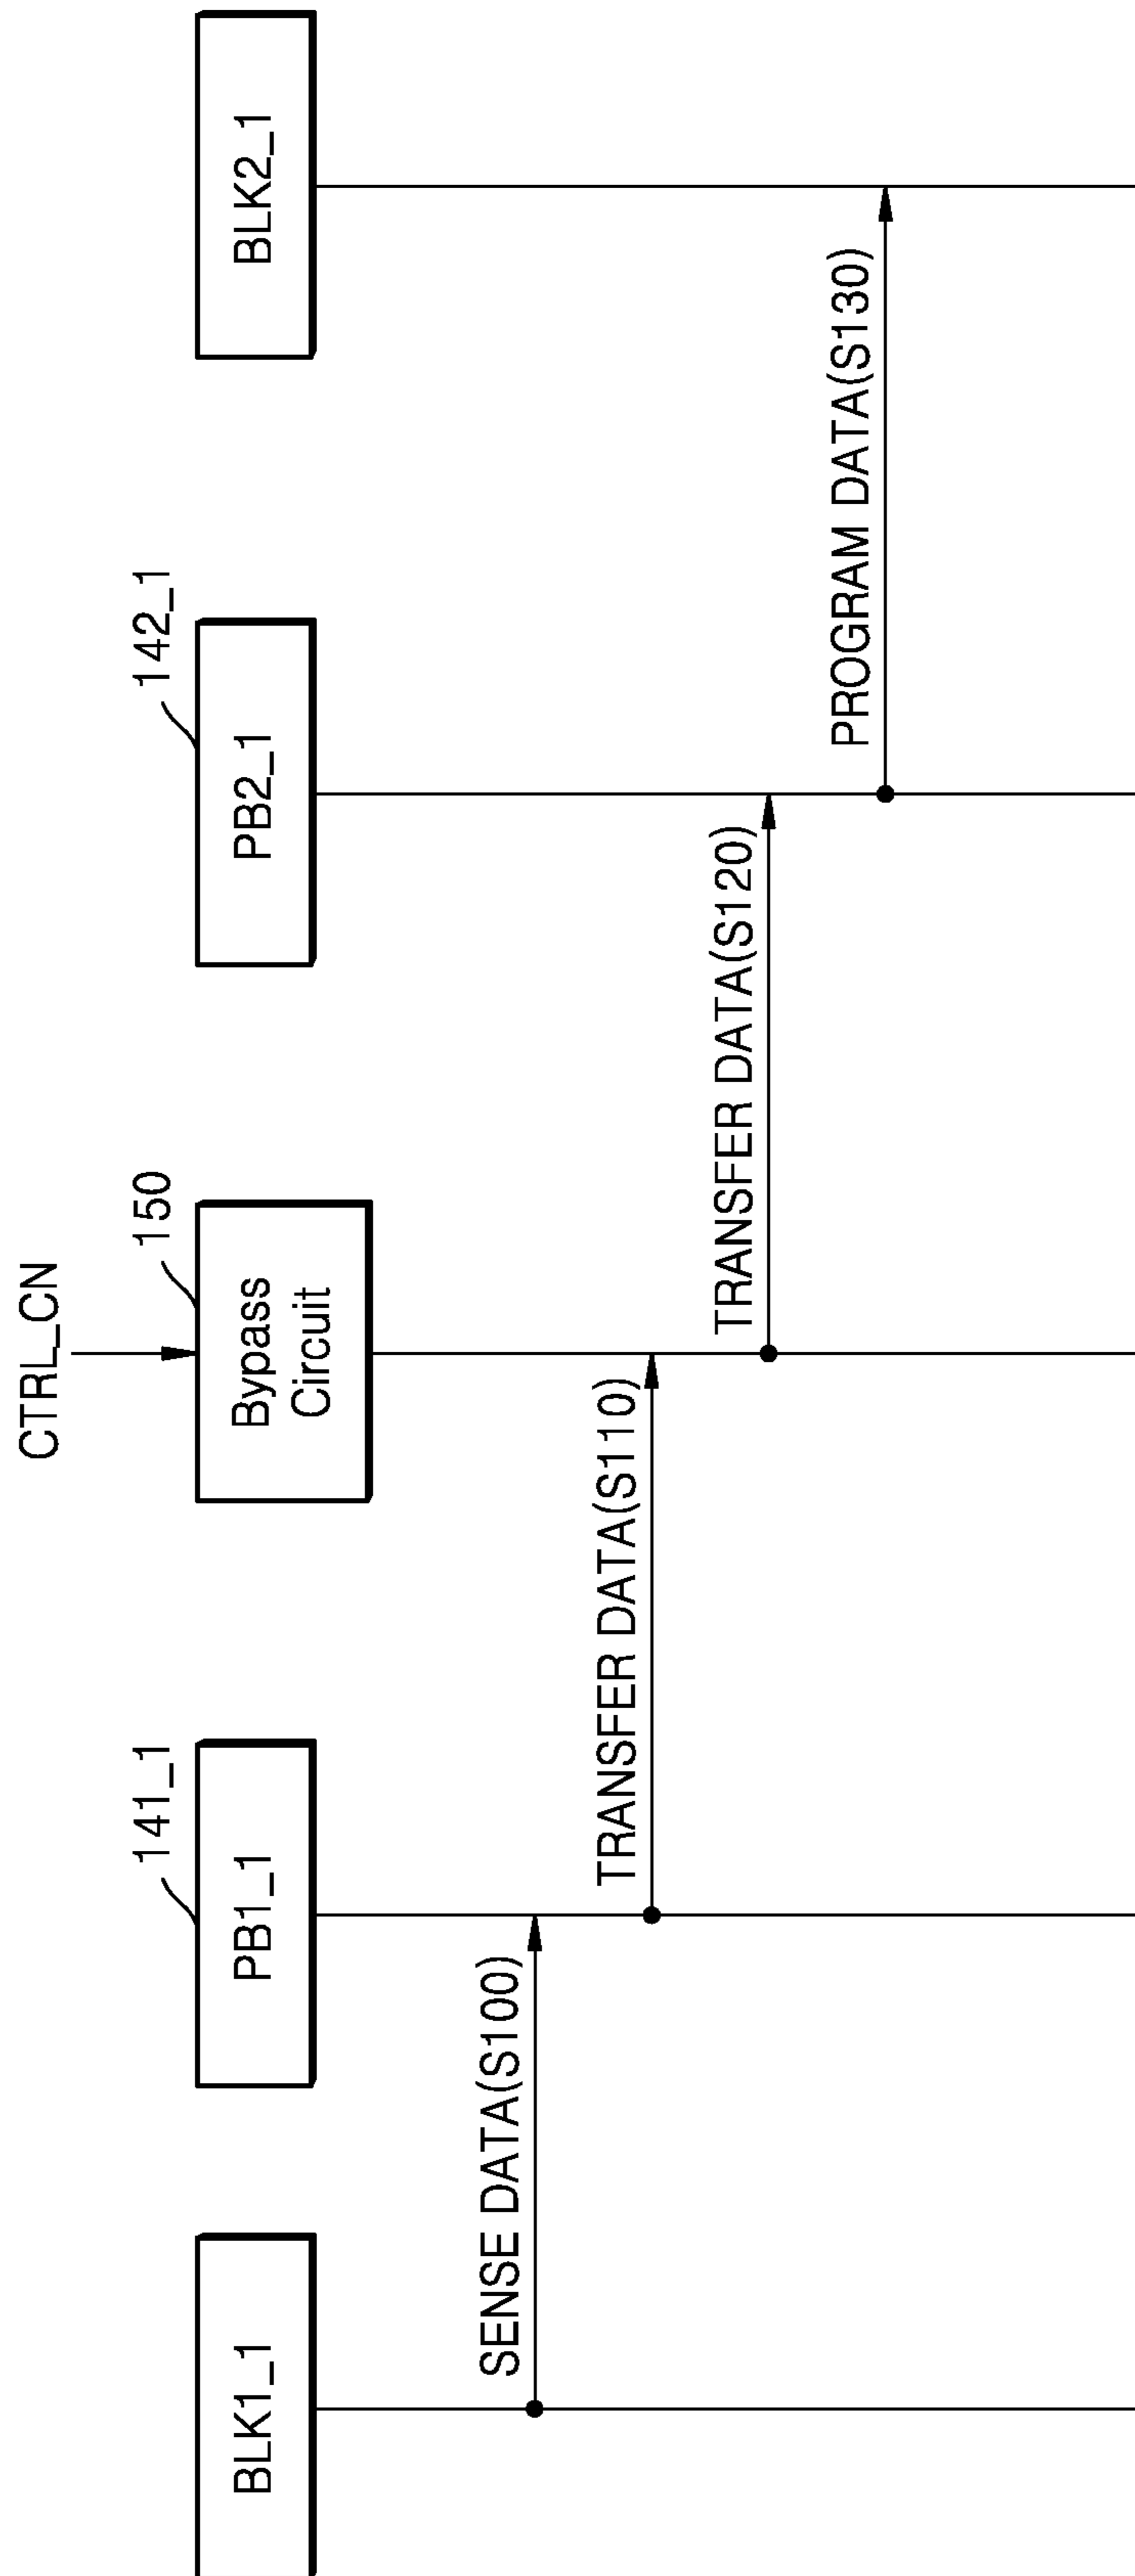 CTRL_CN
141_1
150
142_1
BLK1_1
PB1_1
Bypass
Circuit
PB2_1
BLK2_1
SENSE DATA(S100)
TRANSFER DATA(S110)
TRANSFER DATA(S120)
PROGRAM DATA(S130)